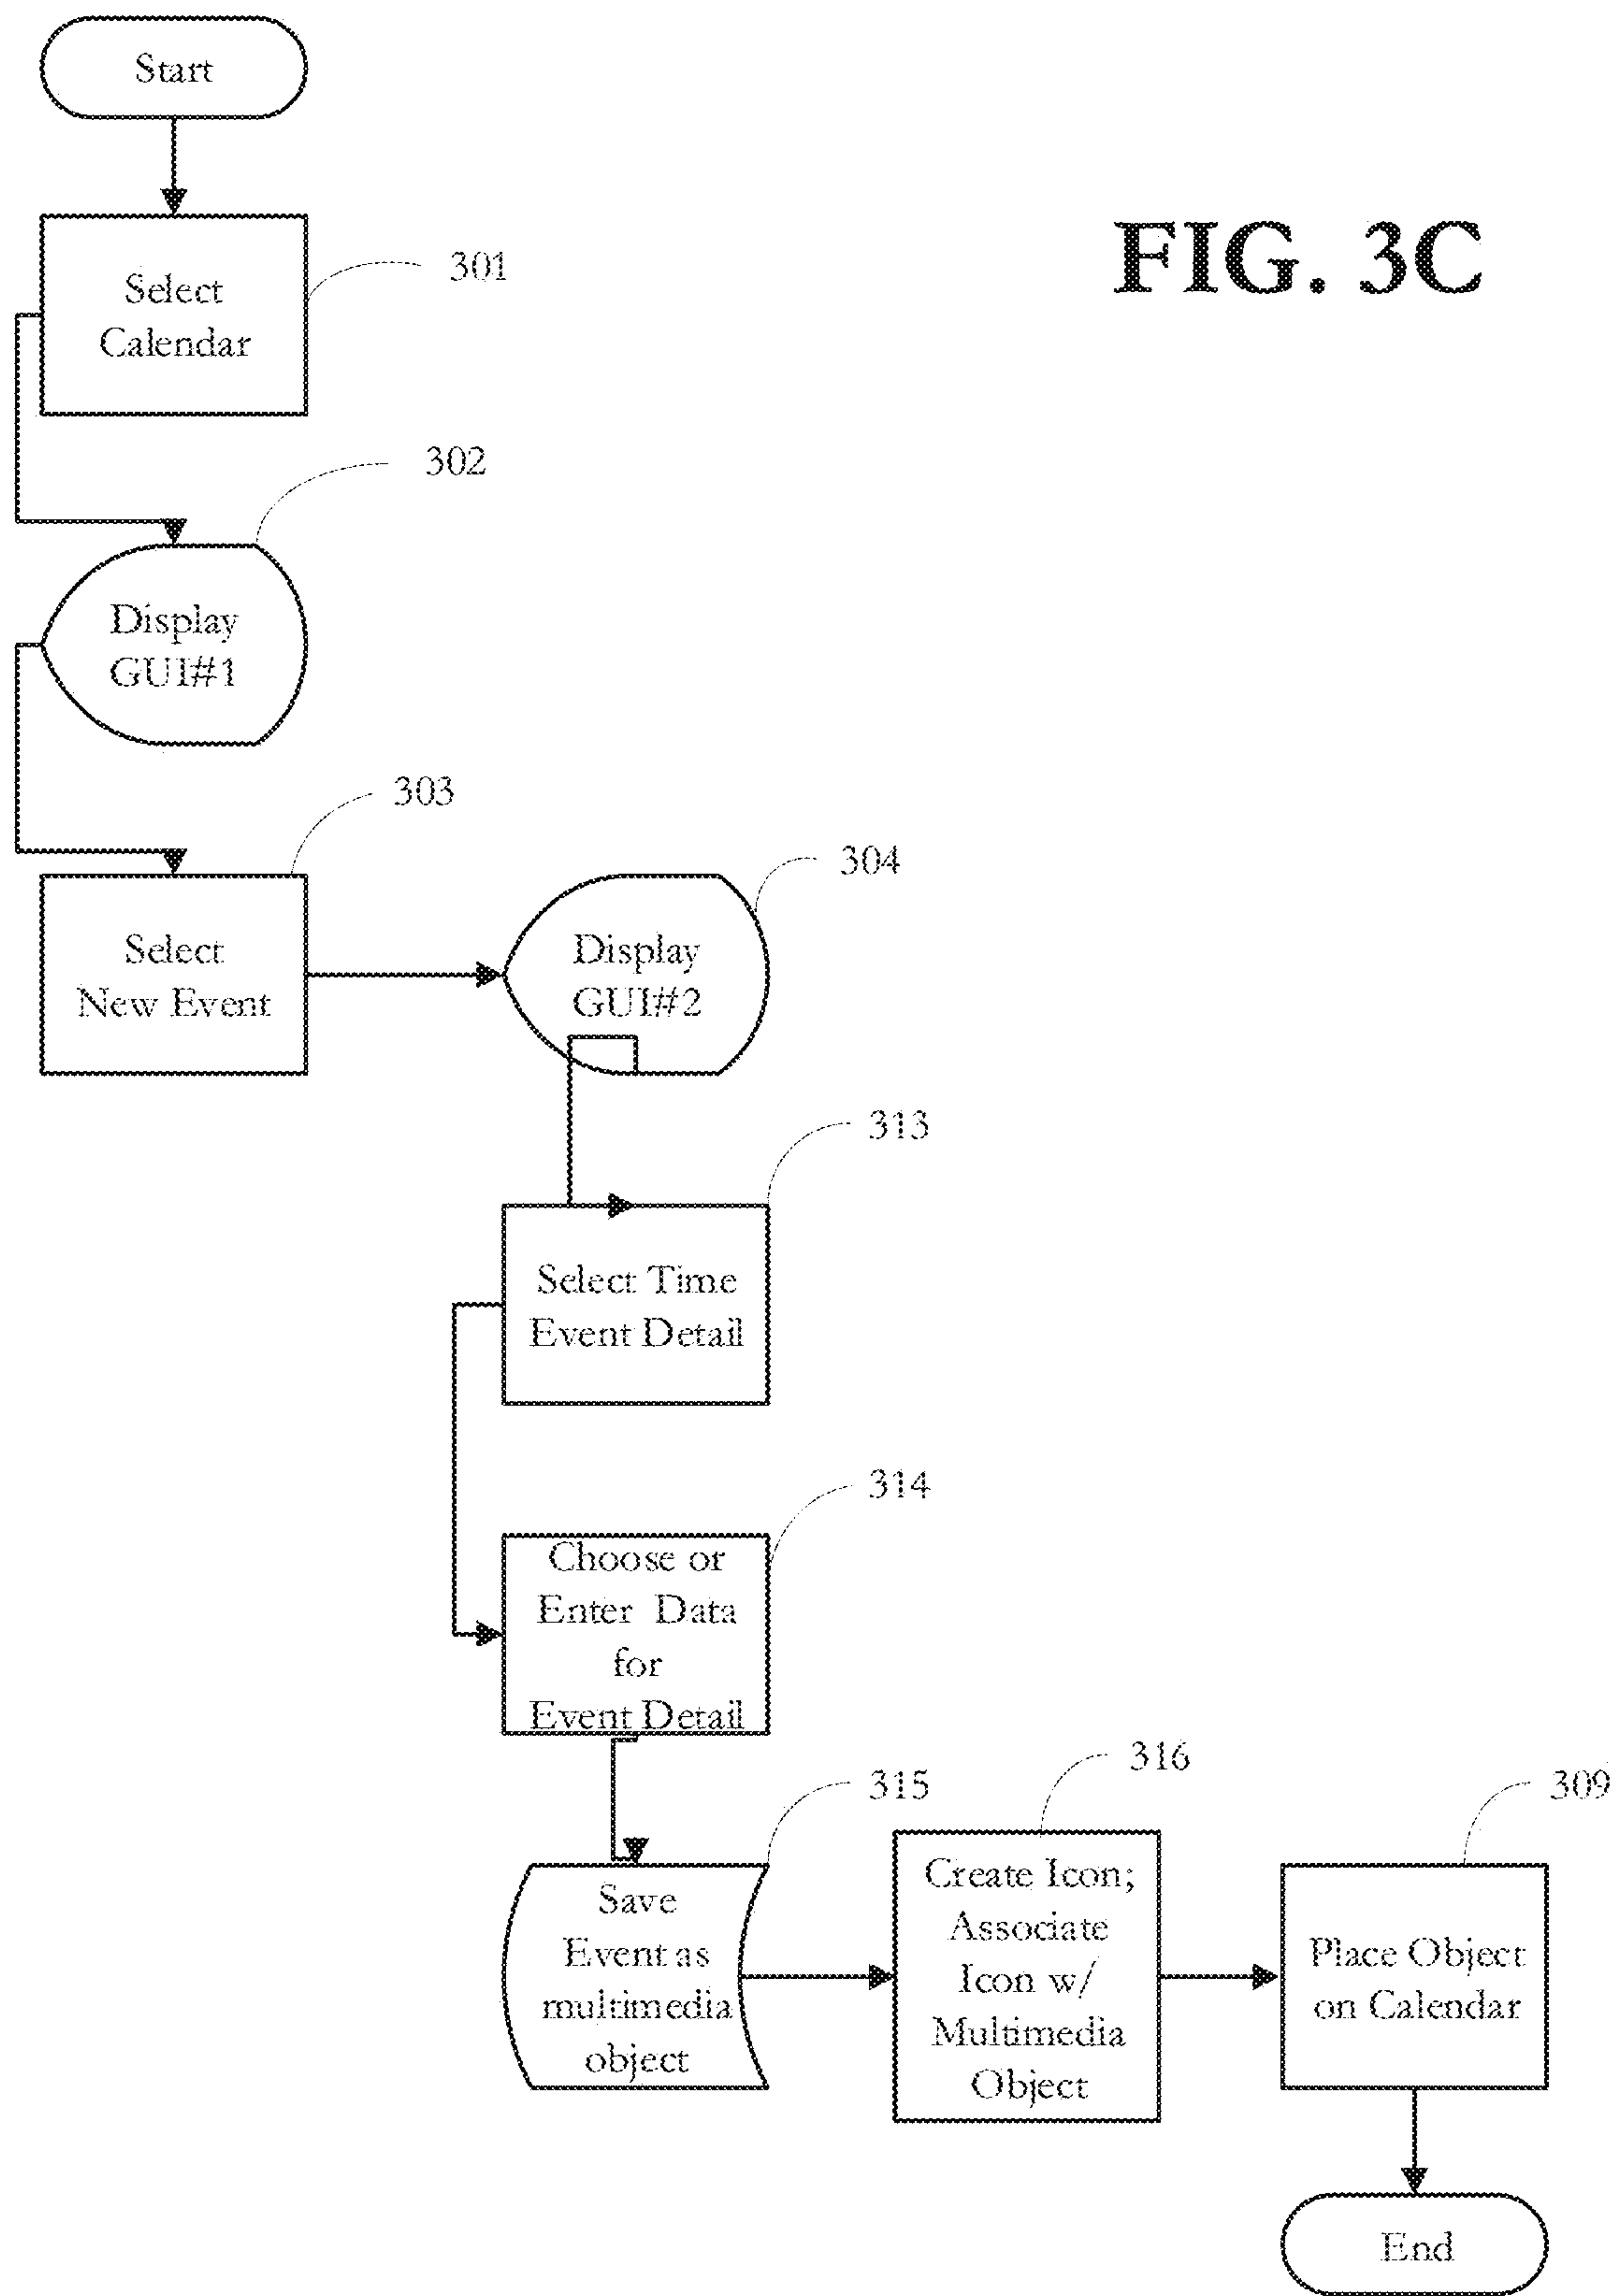 Start
FIG. 3C
301
Select
Calendar
302
Display
GUI#1
303
304
Select
New Event
Display
GUI#2
313
Select Time
Event Detail
314
Choose or
Enter Data
for
Event Detail
315
316
309
Save
Event as
multimedia
object
Create Icon;
Associate
Icon w/
Multimedia
Object
Place Object
on Calendar
End